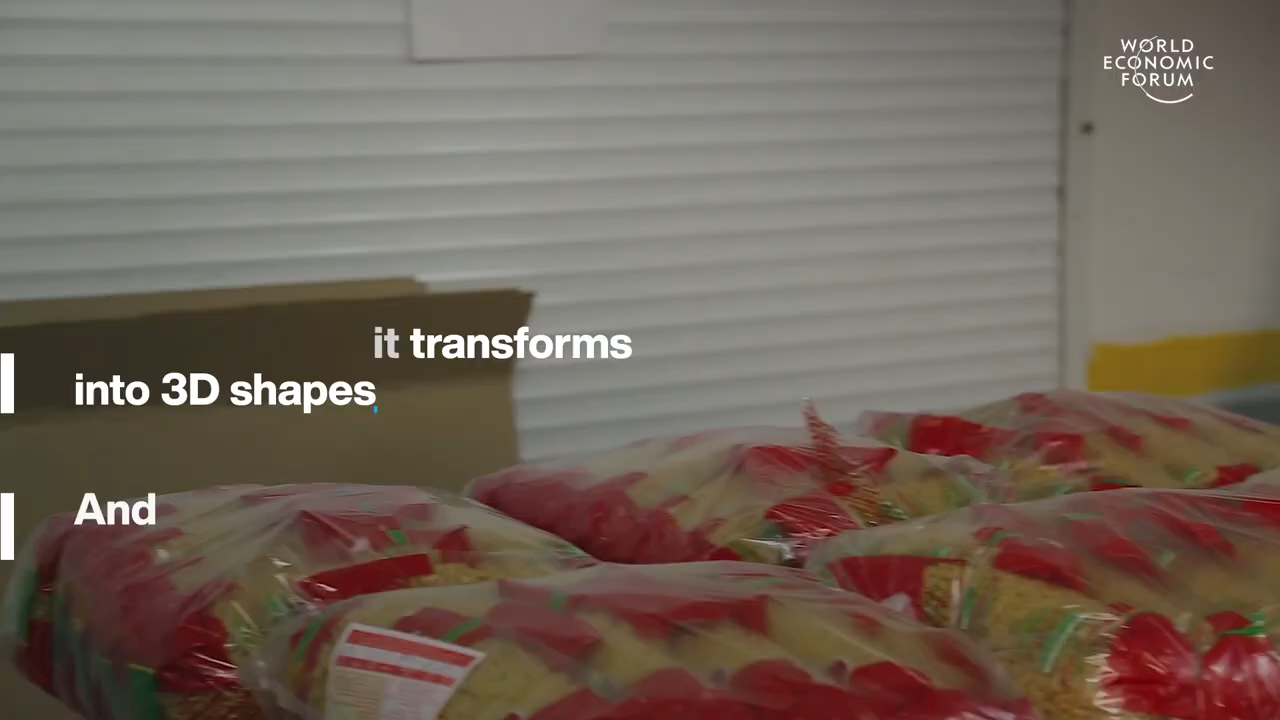 WORLD
ECONOMIC
FORUM
it transforms
into 3D shapes
And